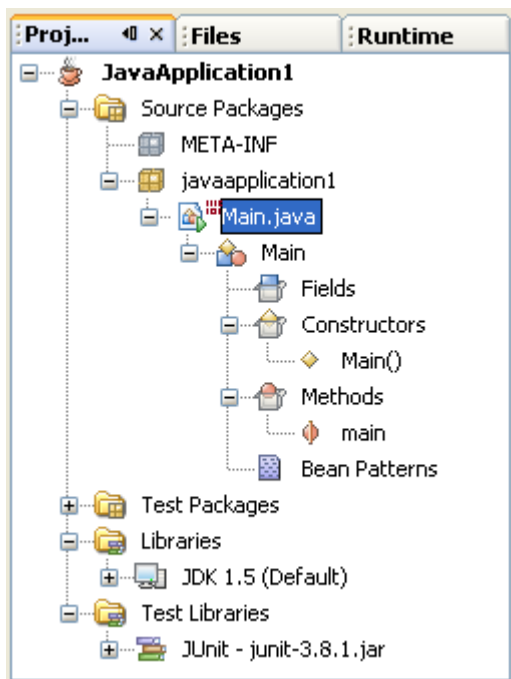 Proj... Files Runtime
JavaApplication1
Source Packages
META-INF
javaapplication1
Main.java
Main
Fields
Constructors
Main()
Methods
main
Bean Patterns
Test Packages
Libraries
JDK 1.5 (Default)
Test Libraries
JUnit - junit-3.8.1.jar